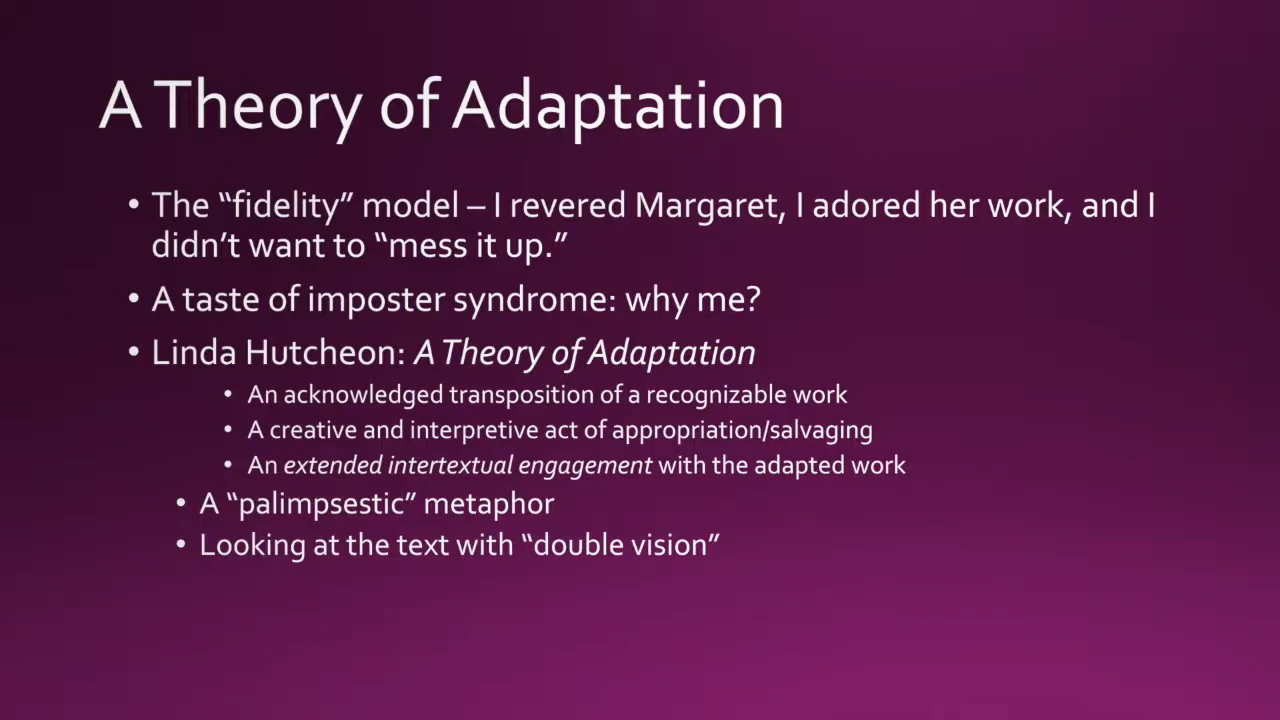 A Theory of Adaptation
• The “fidelity” model – I revered Margaret, I adored her work, and I
didn’t want to “mess it up.”
• A taste of imposter syndrome: why me?
• Linda Hutcheon: A Theory of Adaptation
• An acknowledged transposition of a recognizable work
• A creative and interpretive act of appropriation/salvaging
• An extended intertextual engagement with the adapted work
• A “palimpsestic” metaphor
• Looking at the text with “double vision”